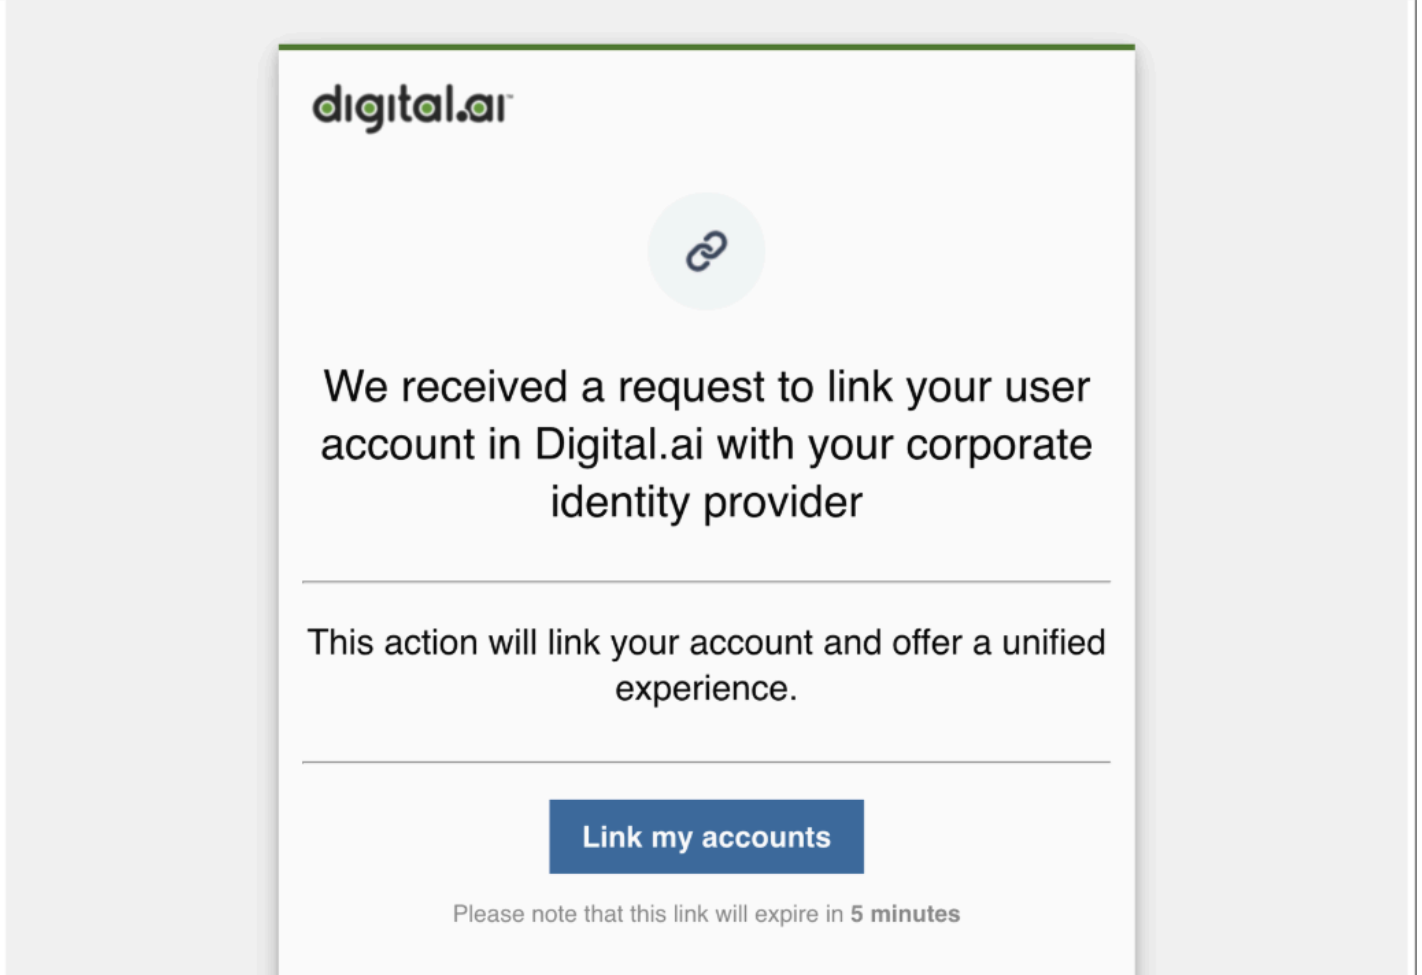 digital.ai™
We received a request to link your user
account in Digital.ai with your corporate
identity provider
This action will link your account and offer a unified
experience.
Link my accounts
Please note that this link will expire in 5 minutes